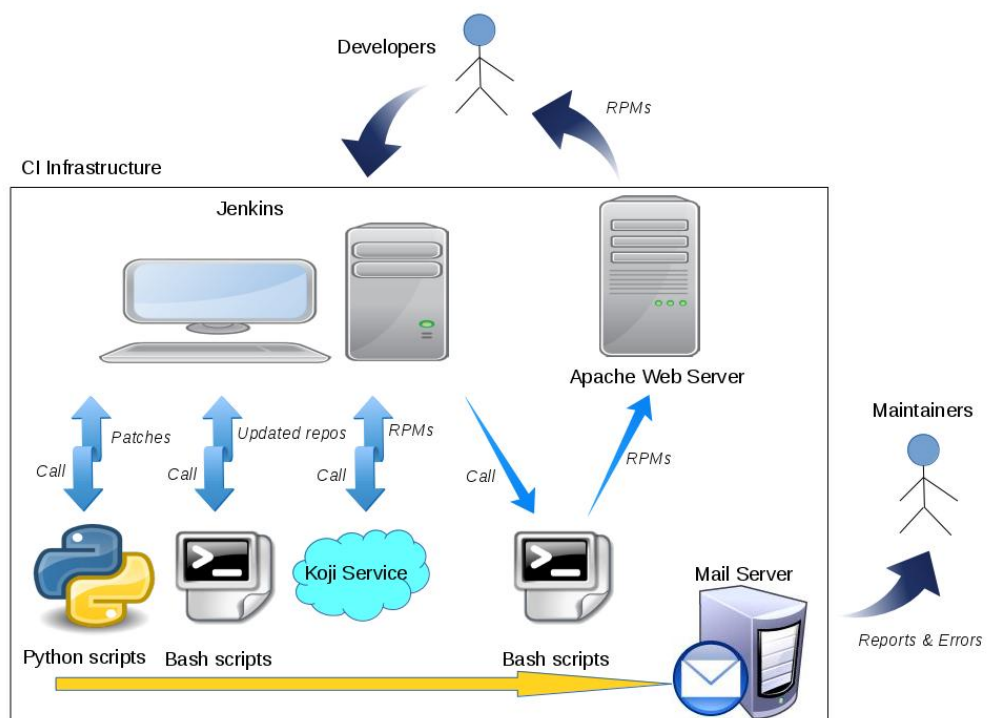 Developers
RPMs
CI Infrastructure
Jenkins
Apache Web Server
Maintainers
Patches
Updated repos
RPMs
Call
Call
Call
Call
RPMs
>_
Koji Service
>_
Mail Server
Python scripts
Bash scripts
Bash scripts
Reports & Errors